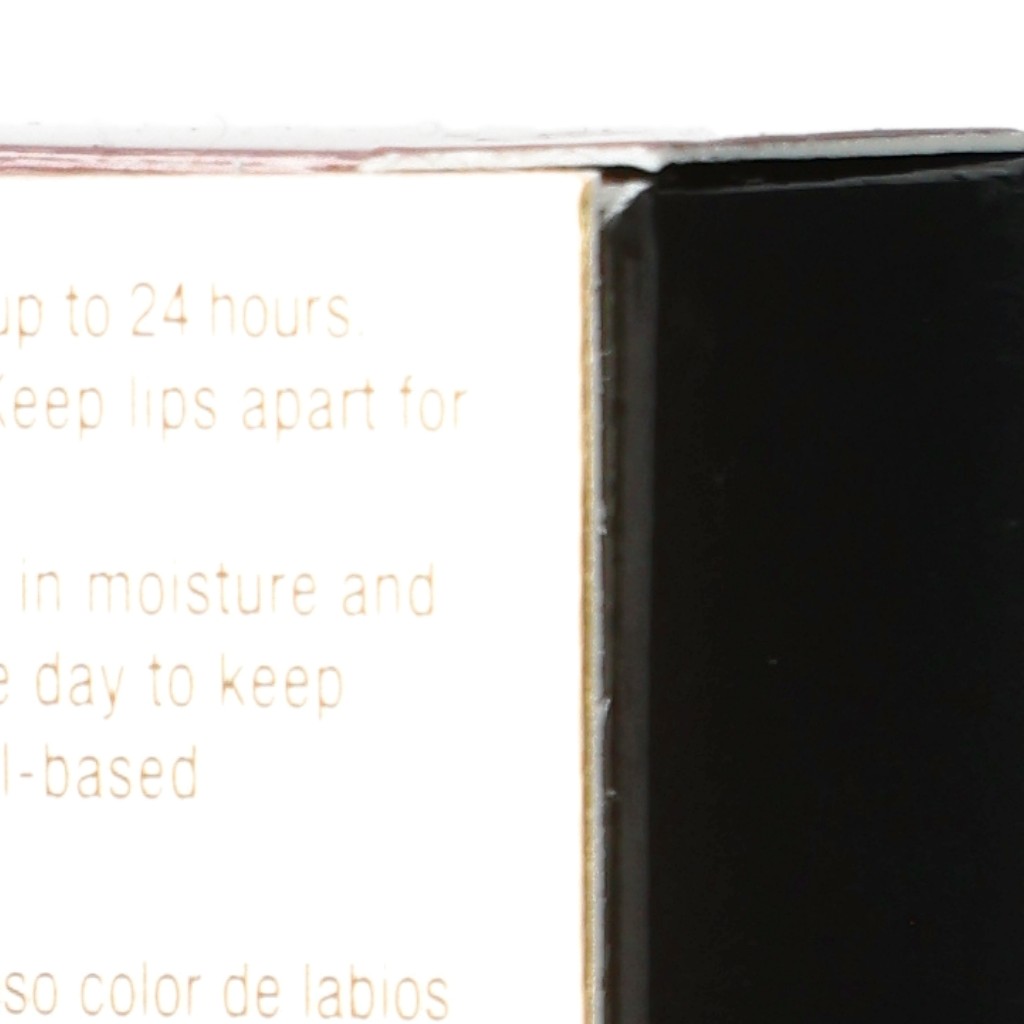 up to 24 hours.
Keep lips apart for
in moisture and
day to keep
l-based
so color de labios